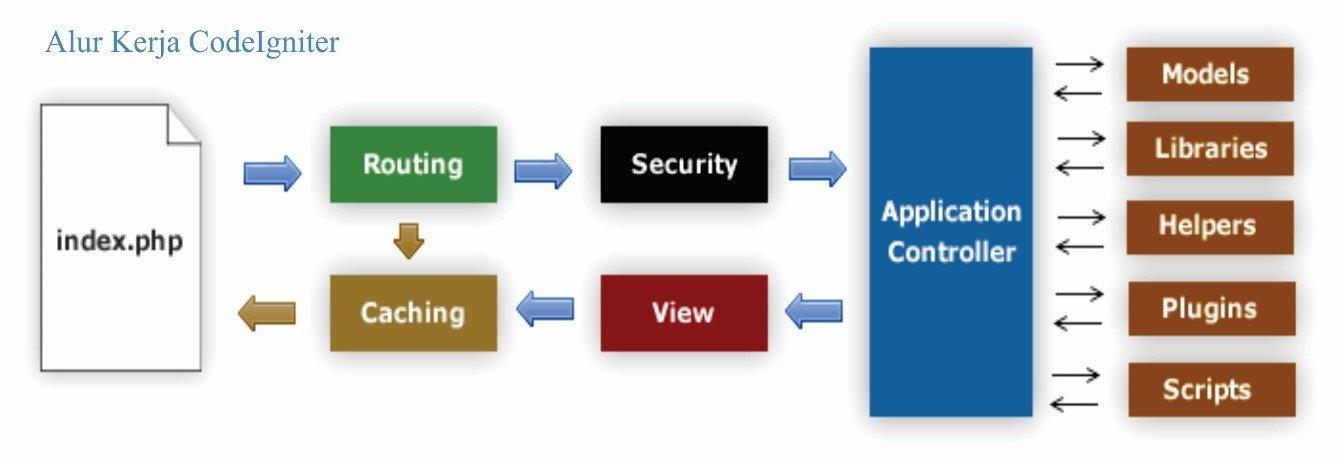 Alur Kerja CodeIgniter
index.php
Routing
Security
Application
Controller
Caching
View
Models
Libraries
Helpers
Plugins
Scripts